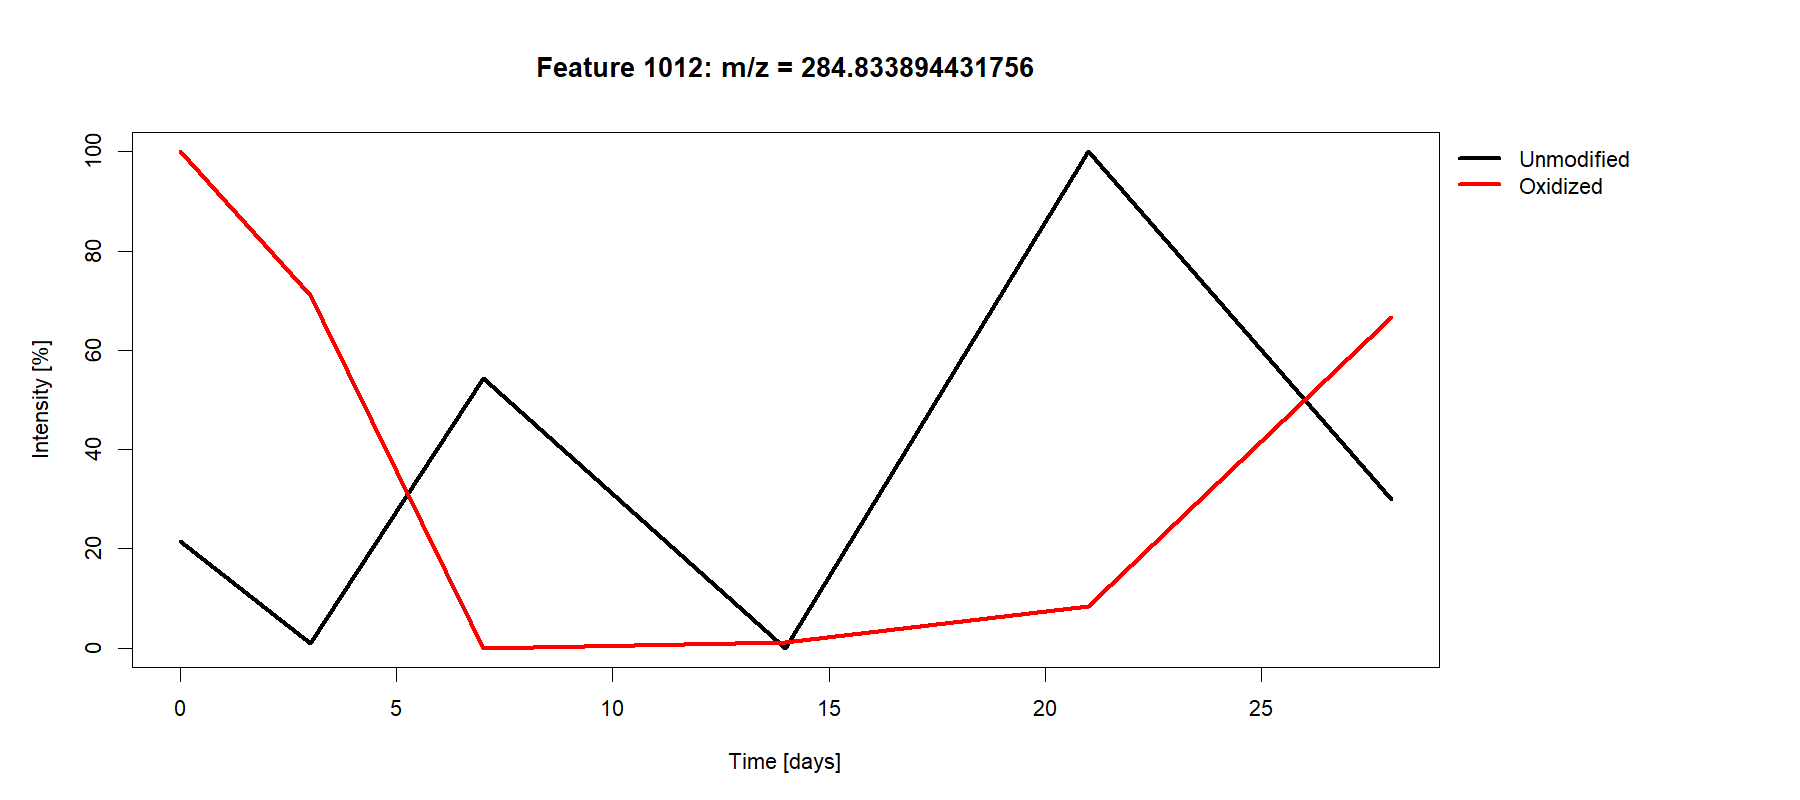 Feature 1012: m/z = 284.833894431756
Unmodified
Oxidized
Intensity [%]
100
80
60
40
20
0
0 5 10 15 20 25
Time [days]